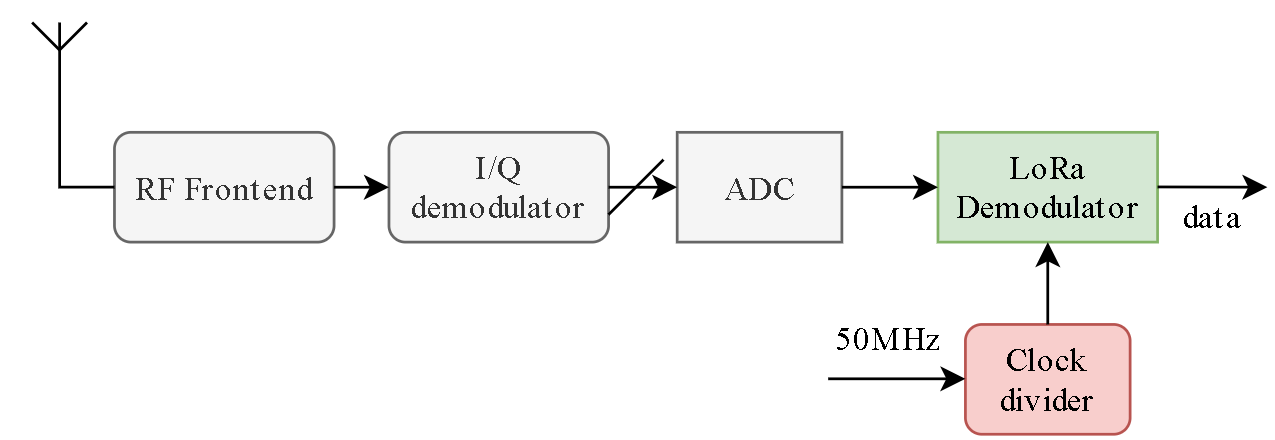 RF Frontend
I/Q
demodulator
ADC
LoRa
Demodulator
data
50MHz
Clock
divider